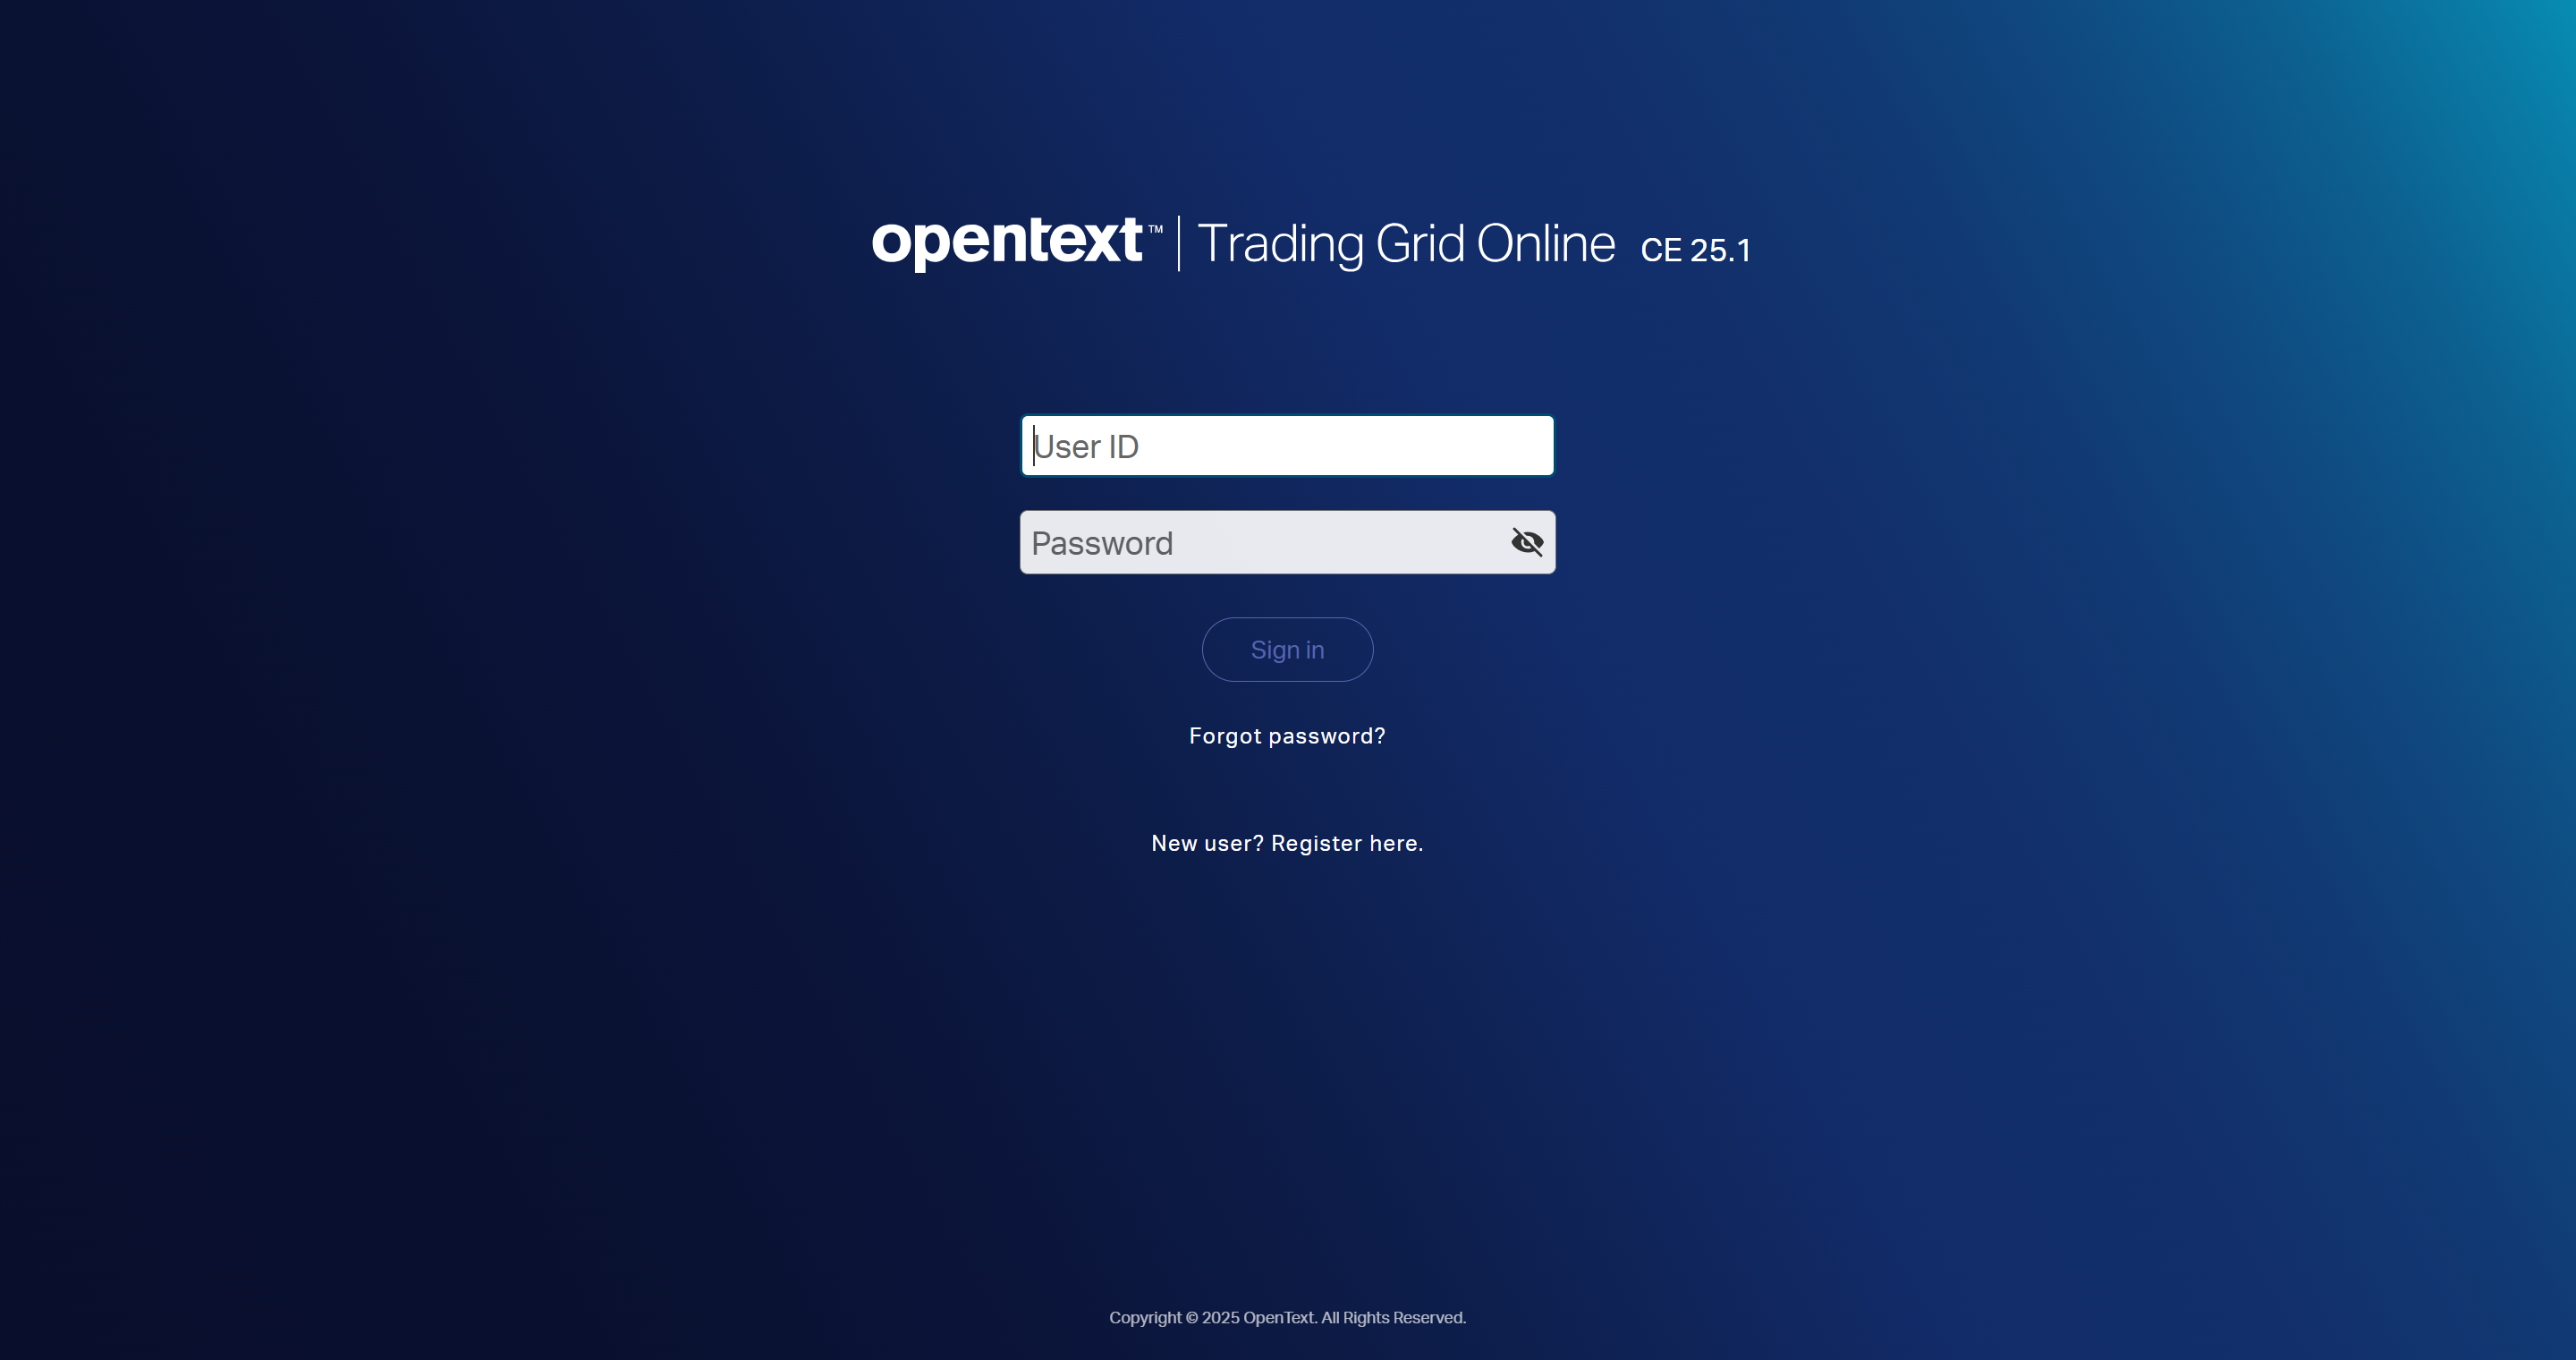 opentext™ | Trading Grid Online CE 25.1
User ID
Password
Sign in
Forgot password?
New user? Register here.
Copyright © 2025 OpenText. All Rights Reserved.